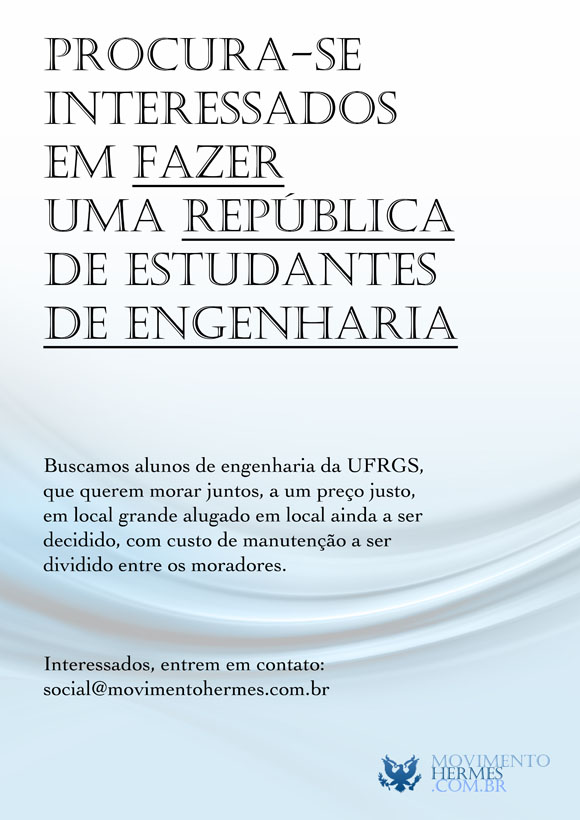 PROCURA-SE
INTERESSADOS
EM FAZER
UMA REPÚBLICA
DE ESTUDANTES
DE ENGENHARIA
Buscamos alunos de engenharia da UFRGS,
que querem morar juntos, a um preço justo,
em local grande alugado em local ainda a ser
decidido, com custo de manutenção a ser
dividido entre os moradores.
Interessados, entrem em contato:
social@movimentohermes.com.br
MOVIMENTO
HERMES
.COM.BR